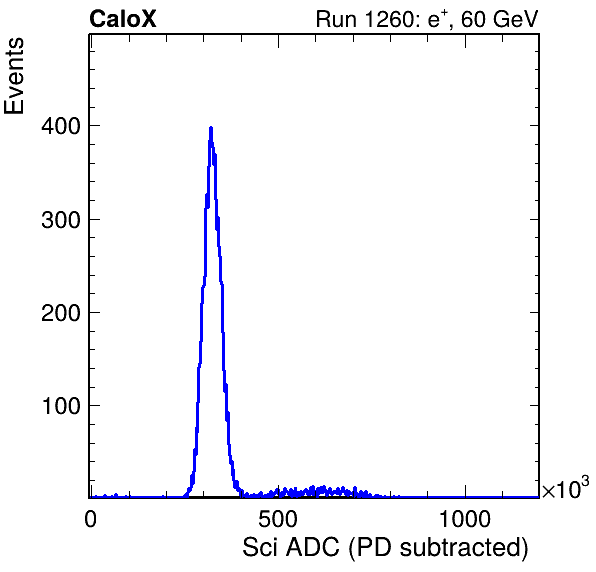 CaloX Run 1260: e⁺, 60 GeV
Events
400
300
200
100
0 500 1000 ×10³
Sci ADC (PD subtracted)